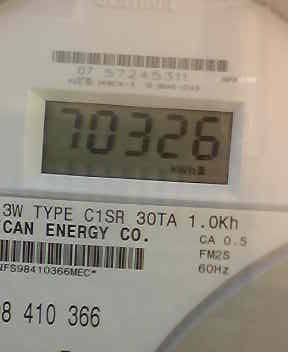 07 57245311
70326
kWh
3W TYPE C1SR 30TA 1.0Kh
CAN ENERGY CO.
CA 0.5
FM2S
60Hz
98410366MEC*
8 410 366